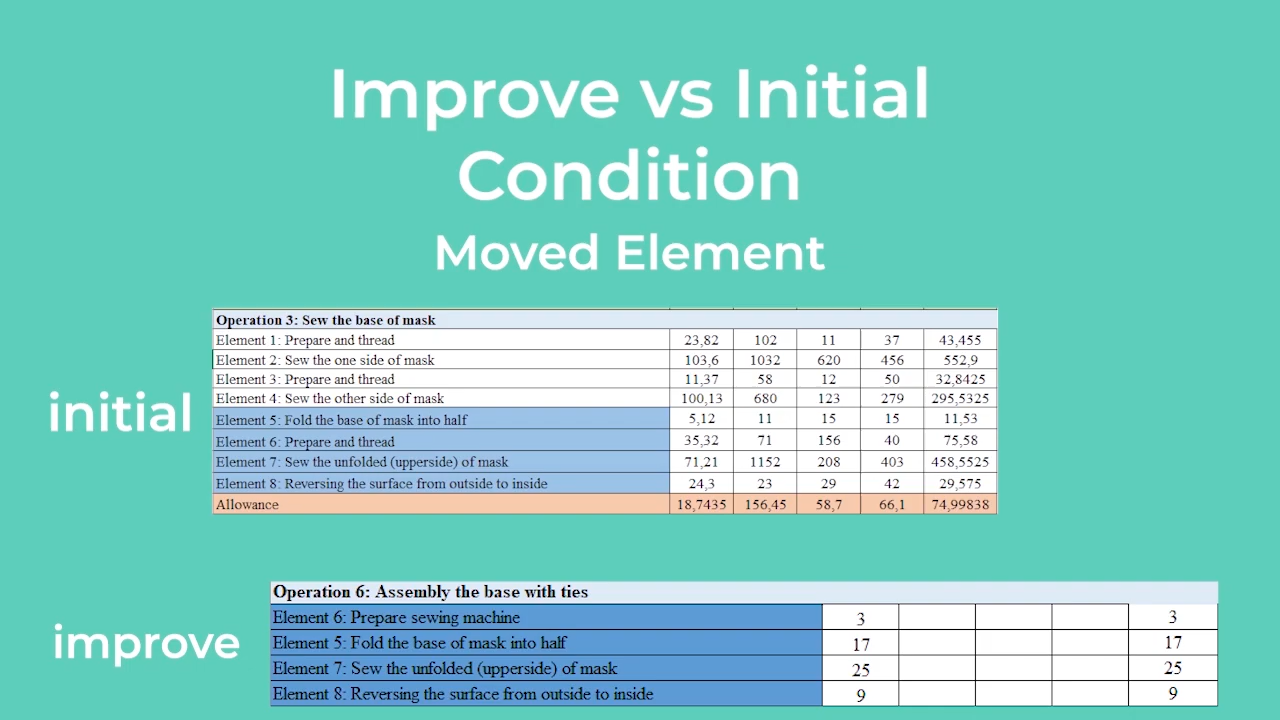 Improve vs Initial
Condition
Moved Element
initial
Operation 3: Sew the base of mask
Element 1: Prepare and thread 23,82 102 11 37 43,455
Element 2: Sew the one side of mask 103,6 1032 620 456 552,9
Element 3: Prepare and thread 11,37 58 12 50 32,8425
Element 4: Sew the other side of mask 100,13 680 123 279 295,5325
Element 5: Fold the base of mask into half 5,12 11 15 15 11,53
Element 6: Prepare and thread 35,32 71 156 40 75,58
Element 7: Sew the unfolded (upperside) of mask 71,21 1152 208 403 458,5525
Element 8: Reversing the surface from outside to inside 24,3 23 29 42 29,575
Allowance 18,7435 156,45 58,7 66,1 74,99838
improve
Operation 6: Assembly the base with ties
Element 6: Prepare sewing machine 3 3
Element 5: Fold the base of mask into half 17 17
Element 7: Sew the unfolded (upperside) of mask 25 25
Element 8: Reversing the surface from outside to inside 9 9